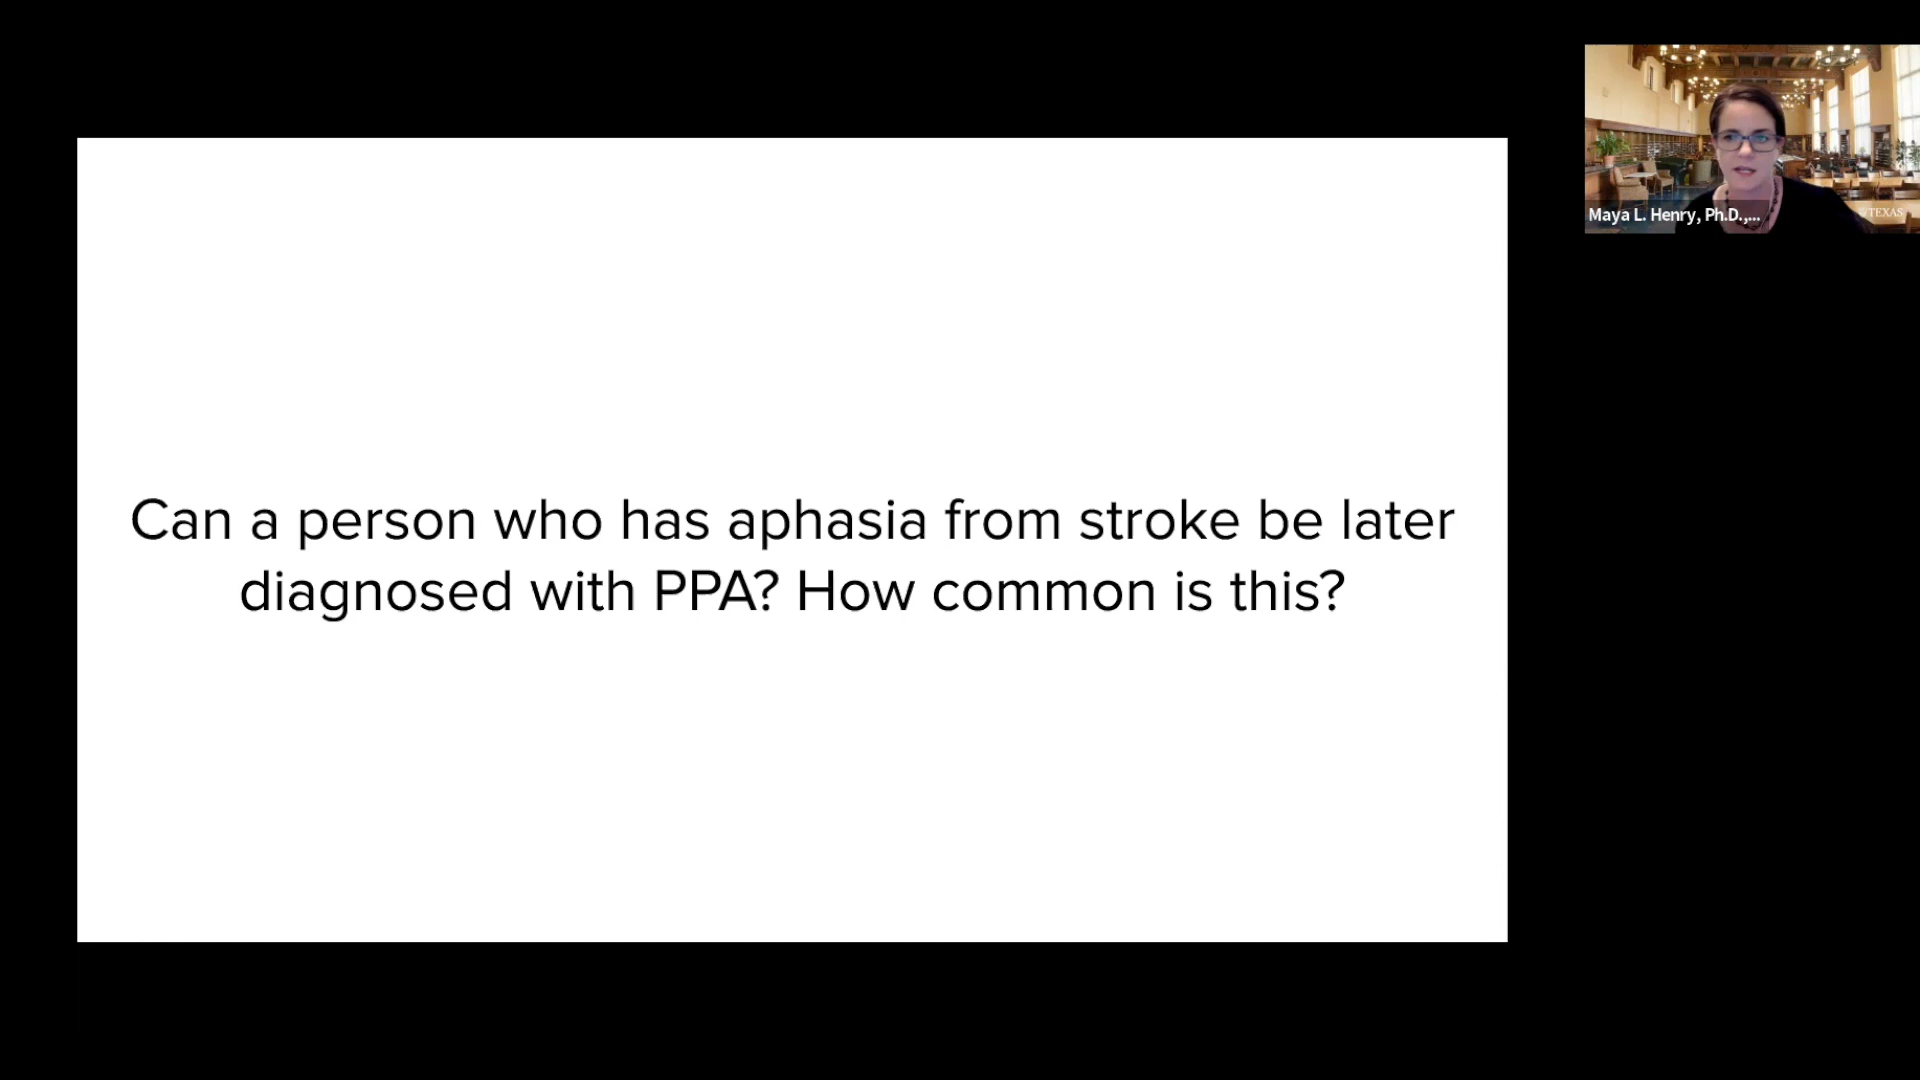 Can a person who has aphasia from stroke be later
diagnosed with PPA? How common is this?
Maya L. Henry, Ph.D.,...
TEXAS